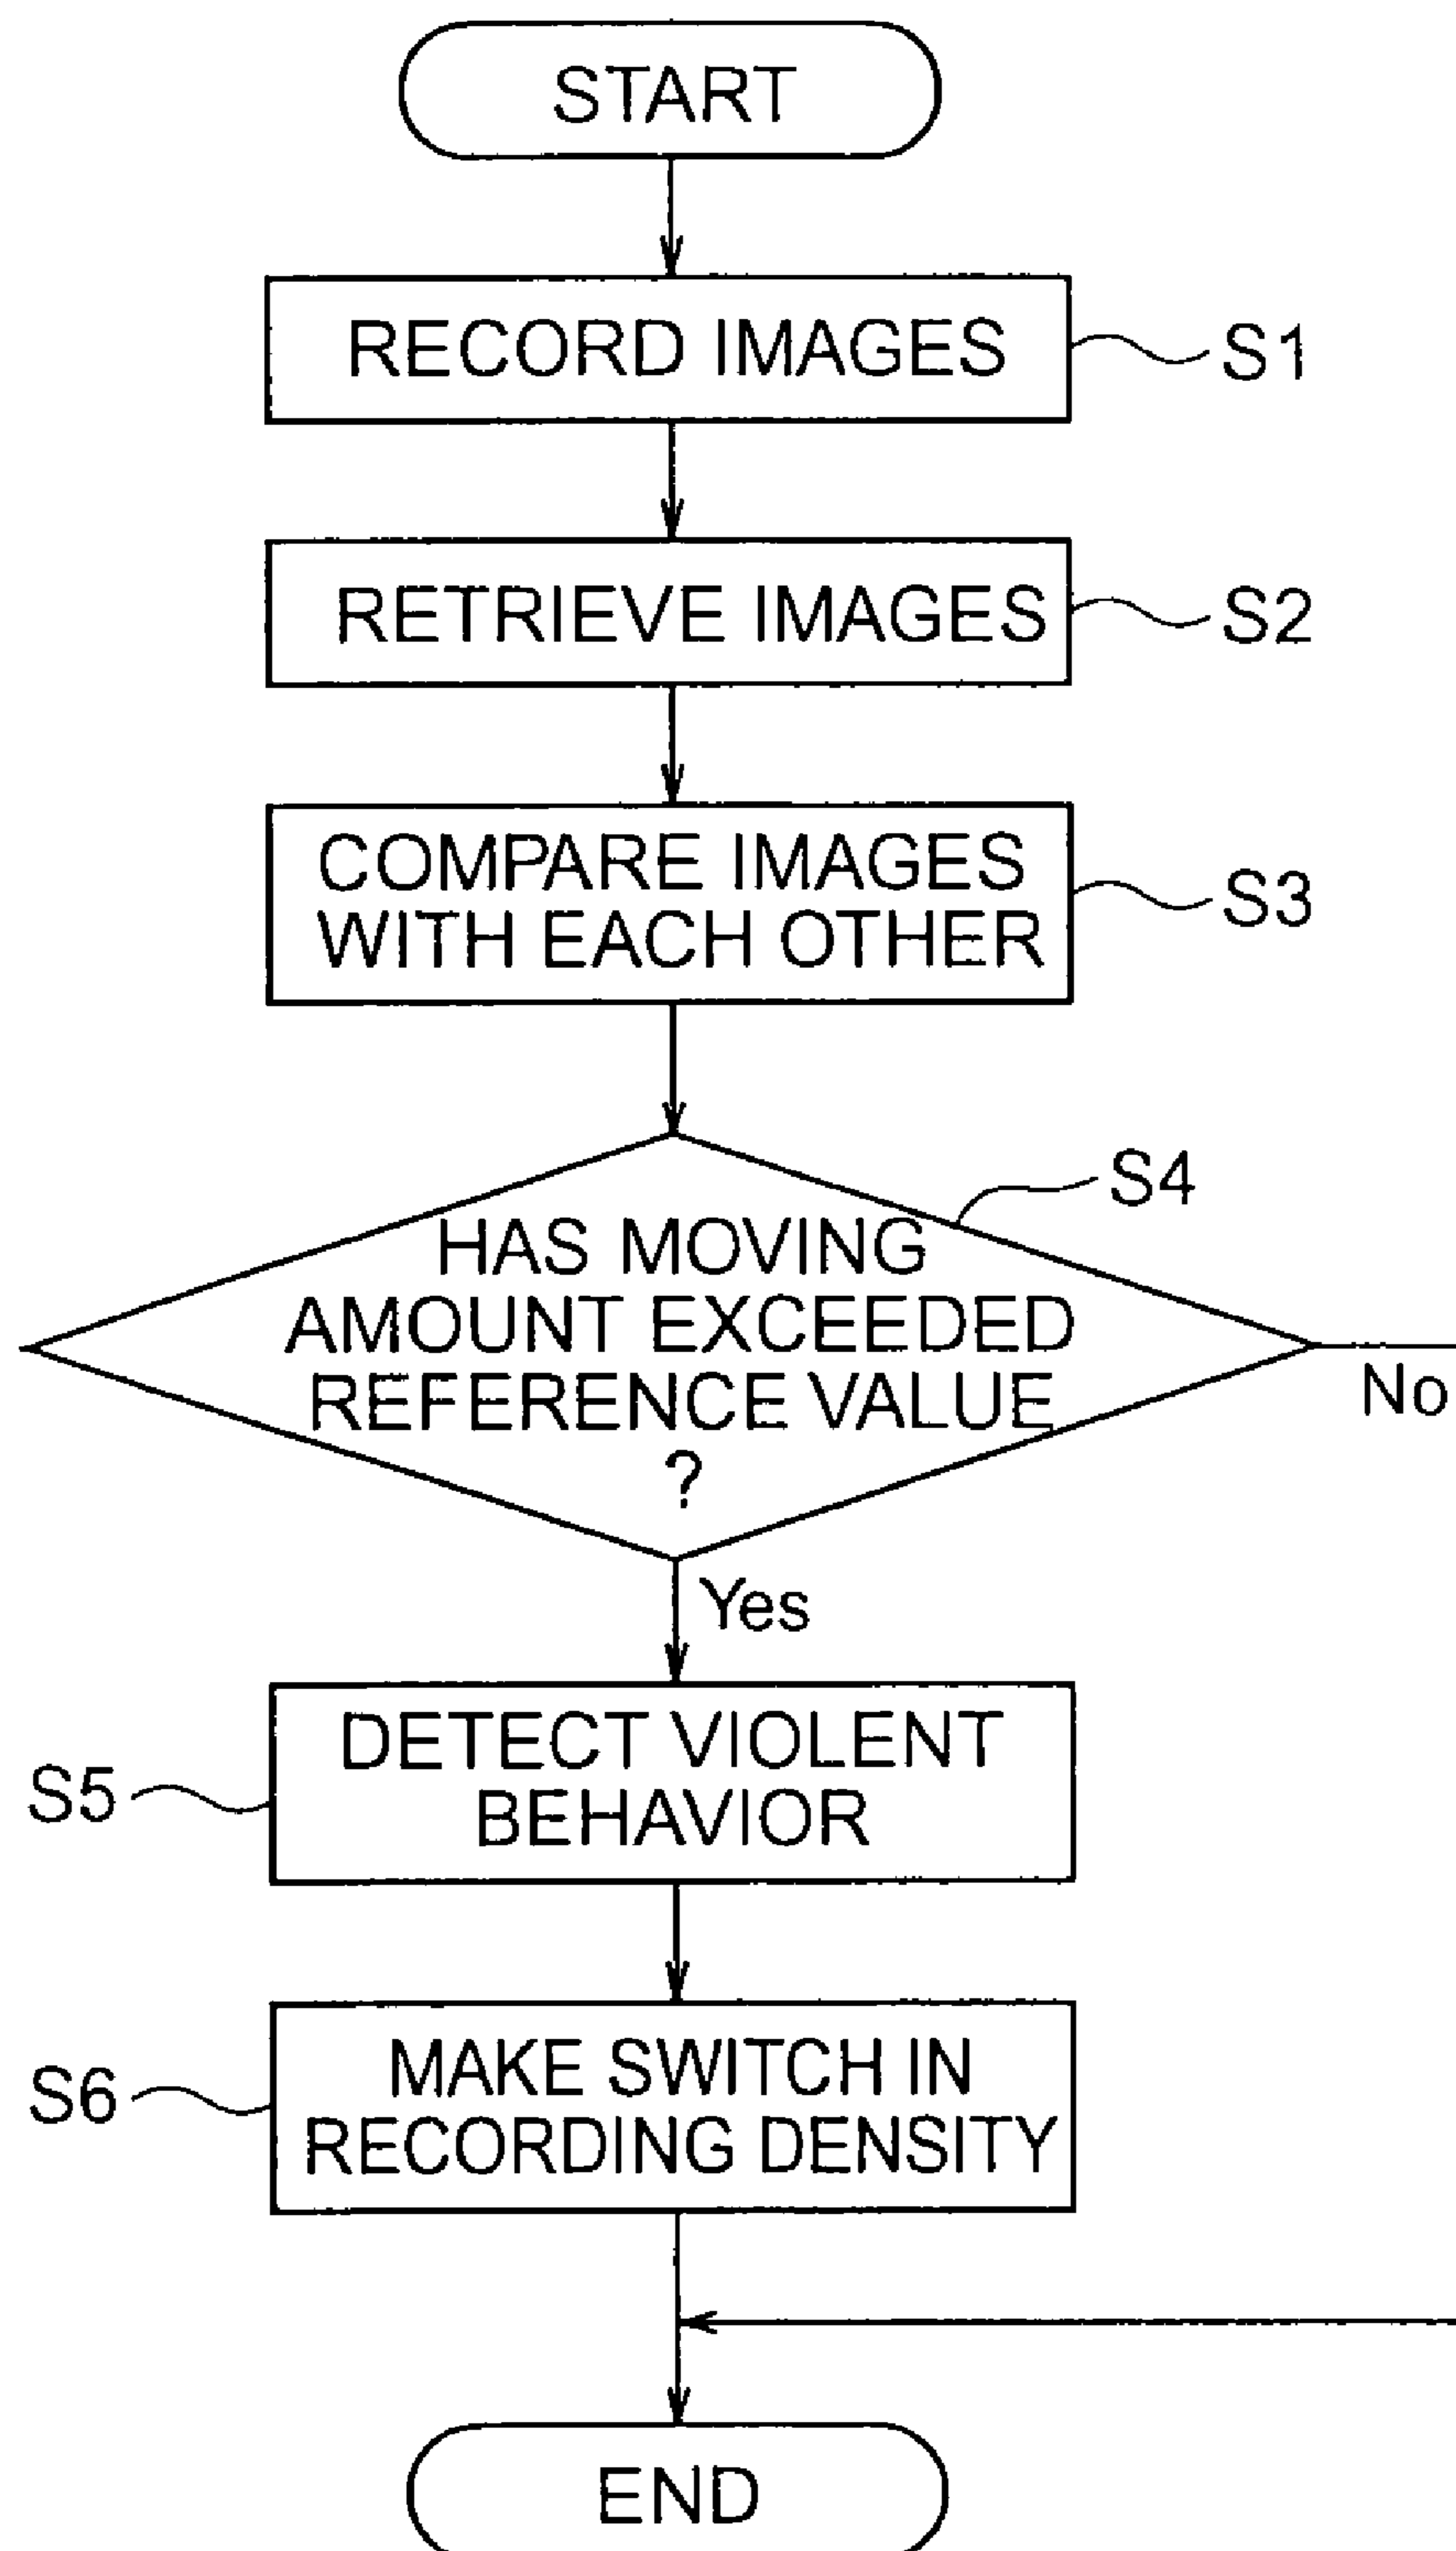 START
RECORD IMAGES
S1
RETRIEVE IMAGES
S2
COMPARE IMAGES
WITH EACH OTHER
S3
S4
HAS MOVING
AMOUNT EXCEEDED
REFERENCE VALUE
?
No
Yes
DETECT VIOLENT
BEHAVIOR
S5
MAKE SWITCH IN
RECORDING DENSITY
S6
END